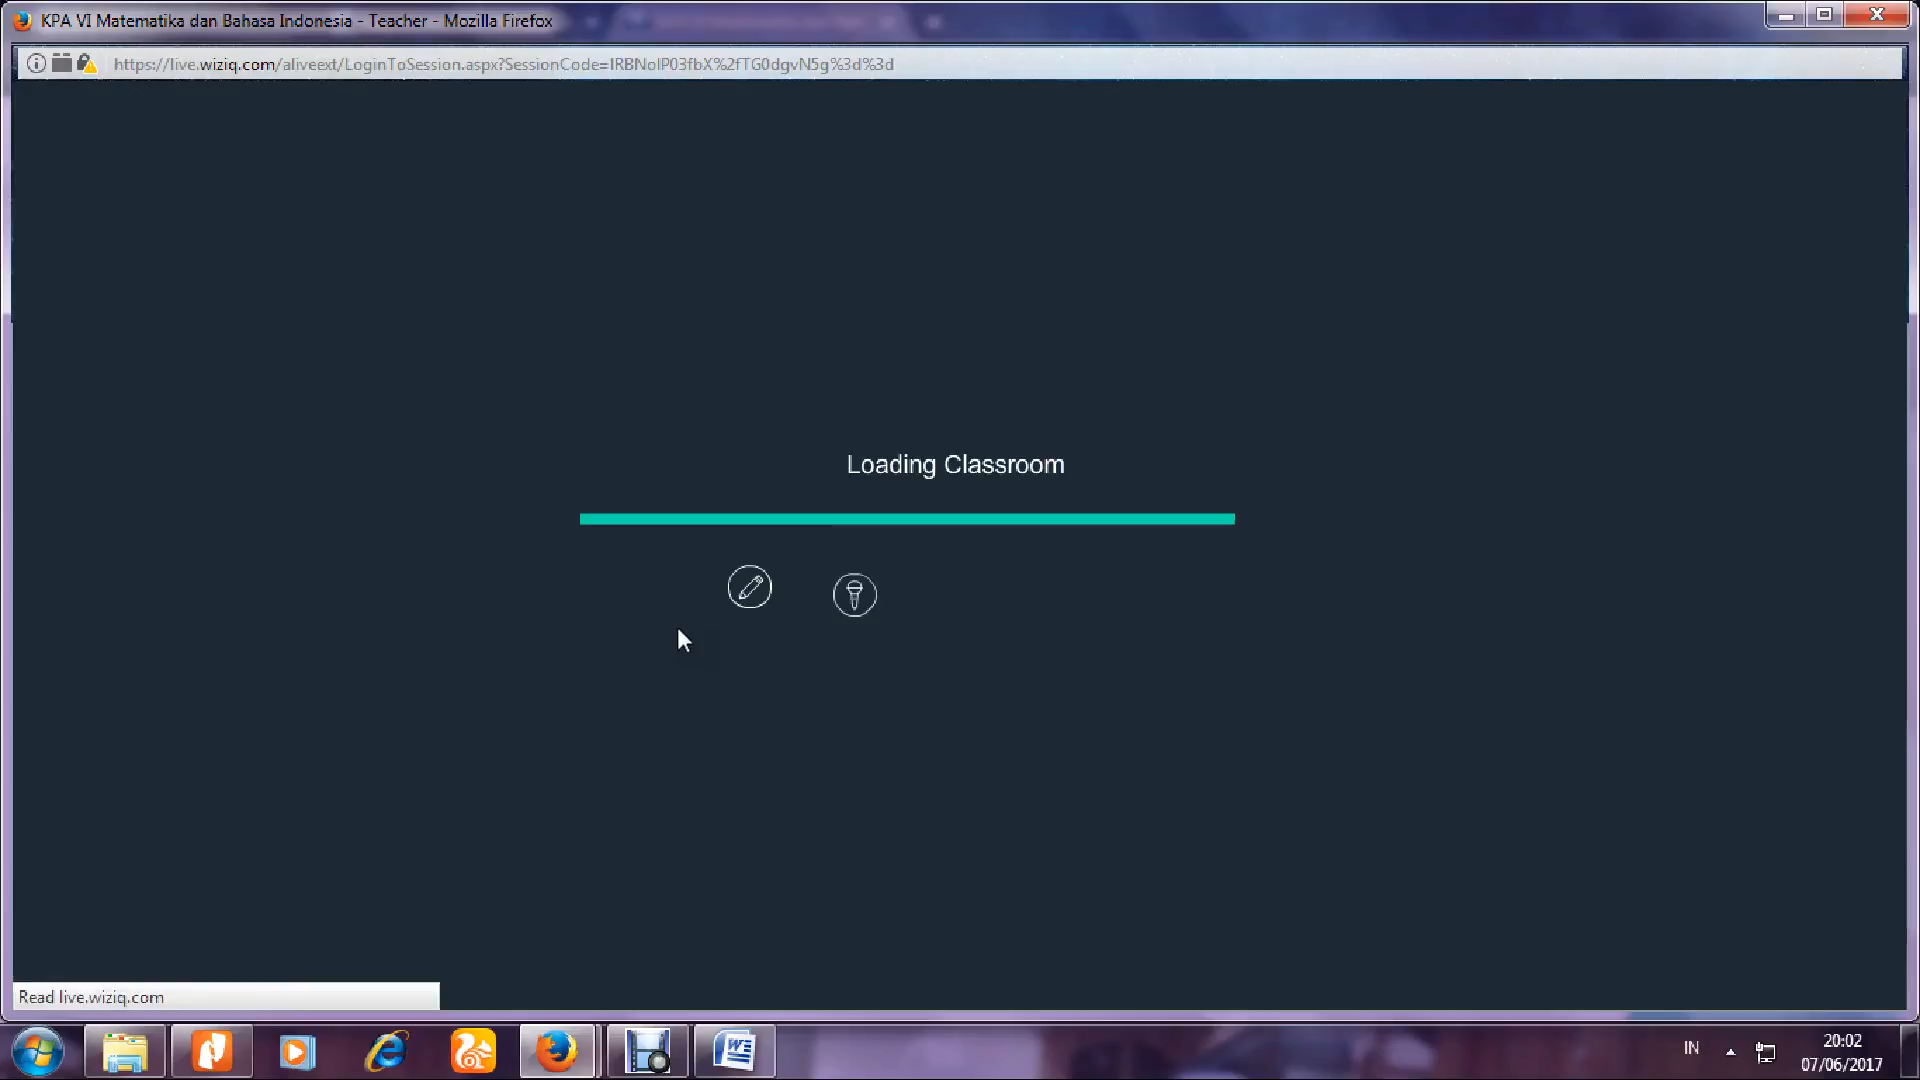 KPA VI Matematika dan Bahasa Indonesia - Teacher - Mozilla Firefox
https://live.wiziq.com/aliveext/LoginToSession.aspx?SessionCode=IRBNoIP03fbX%2fTG0dgvN5g%3d%3d
Loading Classroom
Read live.wiziq.com
IN
20:02
07/06/2017